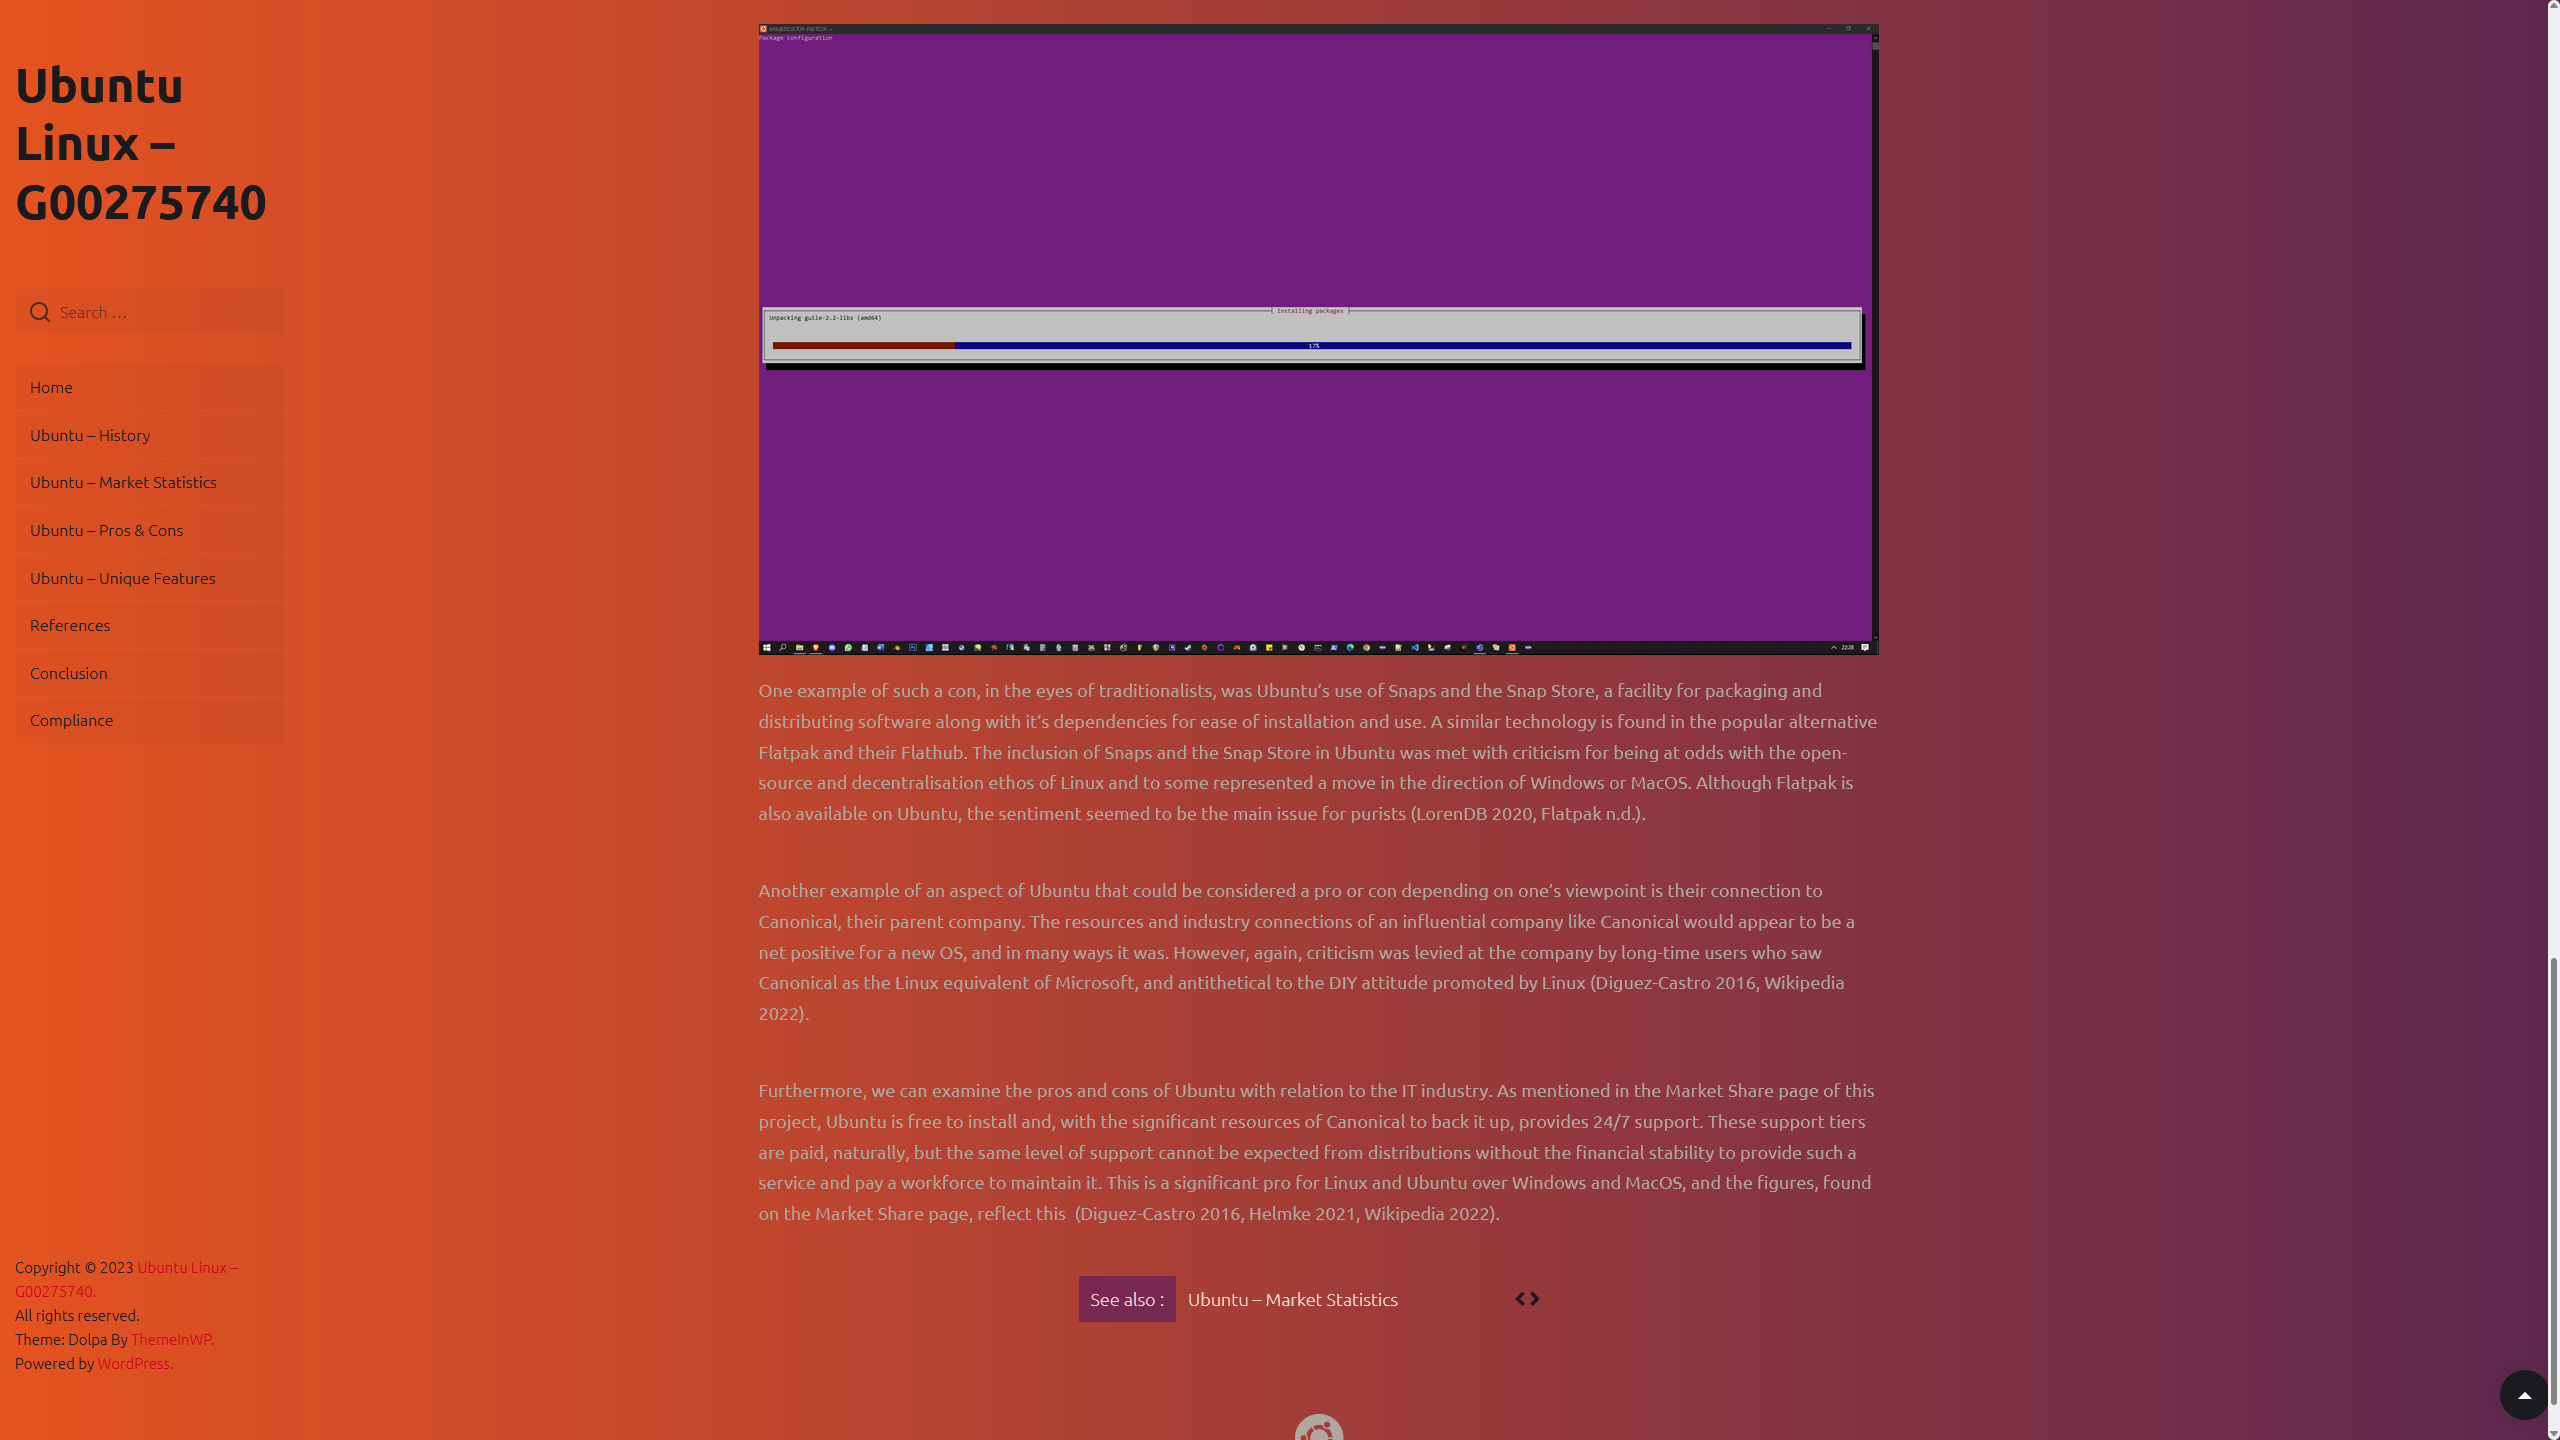 Ubuntu
Linux –
G00275740
Search …
Home
Ubuntu – History
Ubuntu – Market Statistics
Ubuntu – Pros & Cons
Ubuntu – Unique Features
References
Conclusion
Compliance
Copyright © 2023 Ubuntu Linux –
G00275740.
All rights reserved.
Theme: Dolpa By ThemeInWP.
Powered by WordPress.
Package configuration
Installing packages
Unpacking guile-2.2-libs (amd64)
17%
22:28
One example of such a con, in the eyes of traditionalists, was Ubuntu’s use of Snaps and the Snap Store, a facility for packaging and
distributing software along with it’s dependencies for ease of installation and use. A similar technology is found in the popular alternative
Flatpak and their Flathub. The inclusion of Snaps and the Snap Store in Ubuntu was met with criticism for being at odds with the open-
source and decentralisation ethos of Linux and to some represented a move in the direction of Windows or MacOS. Although Flatpak is
also available on Ubuntu, the sentiment seemed to be the main issue for purists (LorenDB 2020, Flatpak n.d.).
Another example of an aspect of Ubuntu that could be considered a pro or con depending on one’s viewpoint is their connection to
Canonical, their parent company. The resources and industry connections of an influential company like Canonical would appear to be a
net positive for a new OS, and in many ways it was. However, again, criticism was levied at the company by long-time users who saw
Canonical as the Linux equivalent of Microsoft, and antithetical to the DIY attitude promoted by Linux (Diguez-Castro 2016, Wikipedia
2022).
Furthermore, we can examine the pros and cons of Ubuntu with relation to the IT industry. As mentioned in the Market Share page of this
project, Ubuntu is free to install and, with the significant resources of Canonical to back it up, provides 24/7 support. These support tiers
are paid, naturally, but the same level of support cannot be expected from distributions without the financial stability to provide such a
service and pay a workforce to maintain it. This is a significant pro for Linux and Ubuntu over Windows and MacOS, and the figures, found
on the Market Share page, reflect this (Diguez-Castro 2016, Helmke 2021, Wikipedia 2022).
See also : Ubuntu – Market Statistics